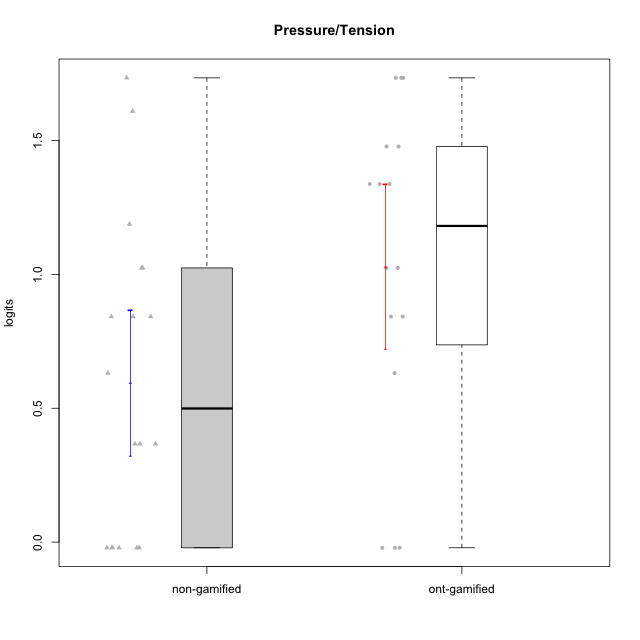 Pressure/Tension
logits
1.5
1.0
0.5
0.0
non-gamified
ont-gamified